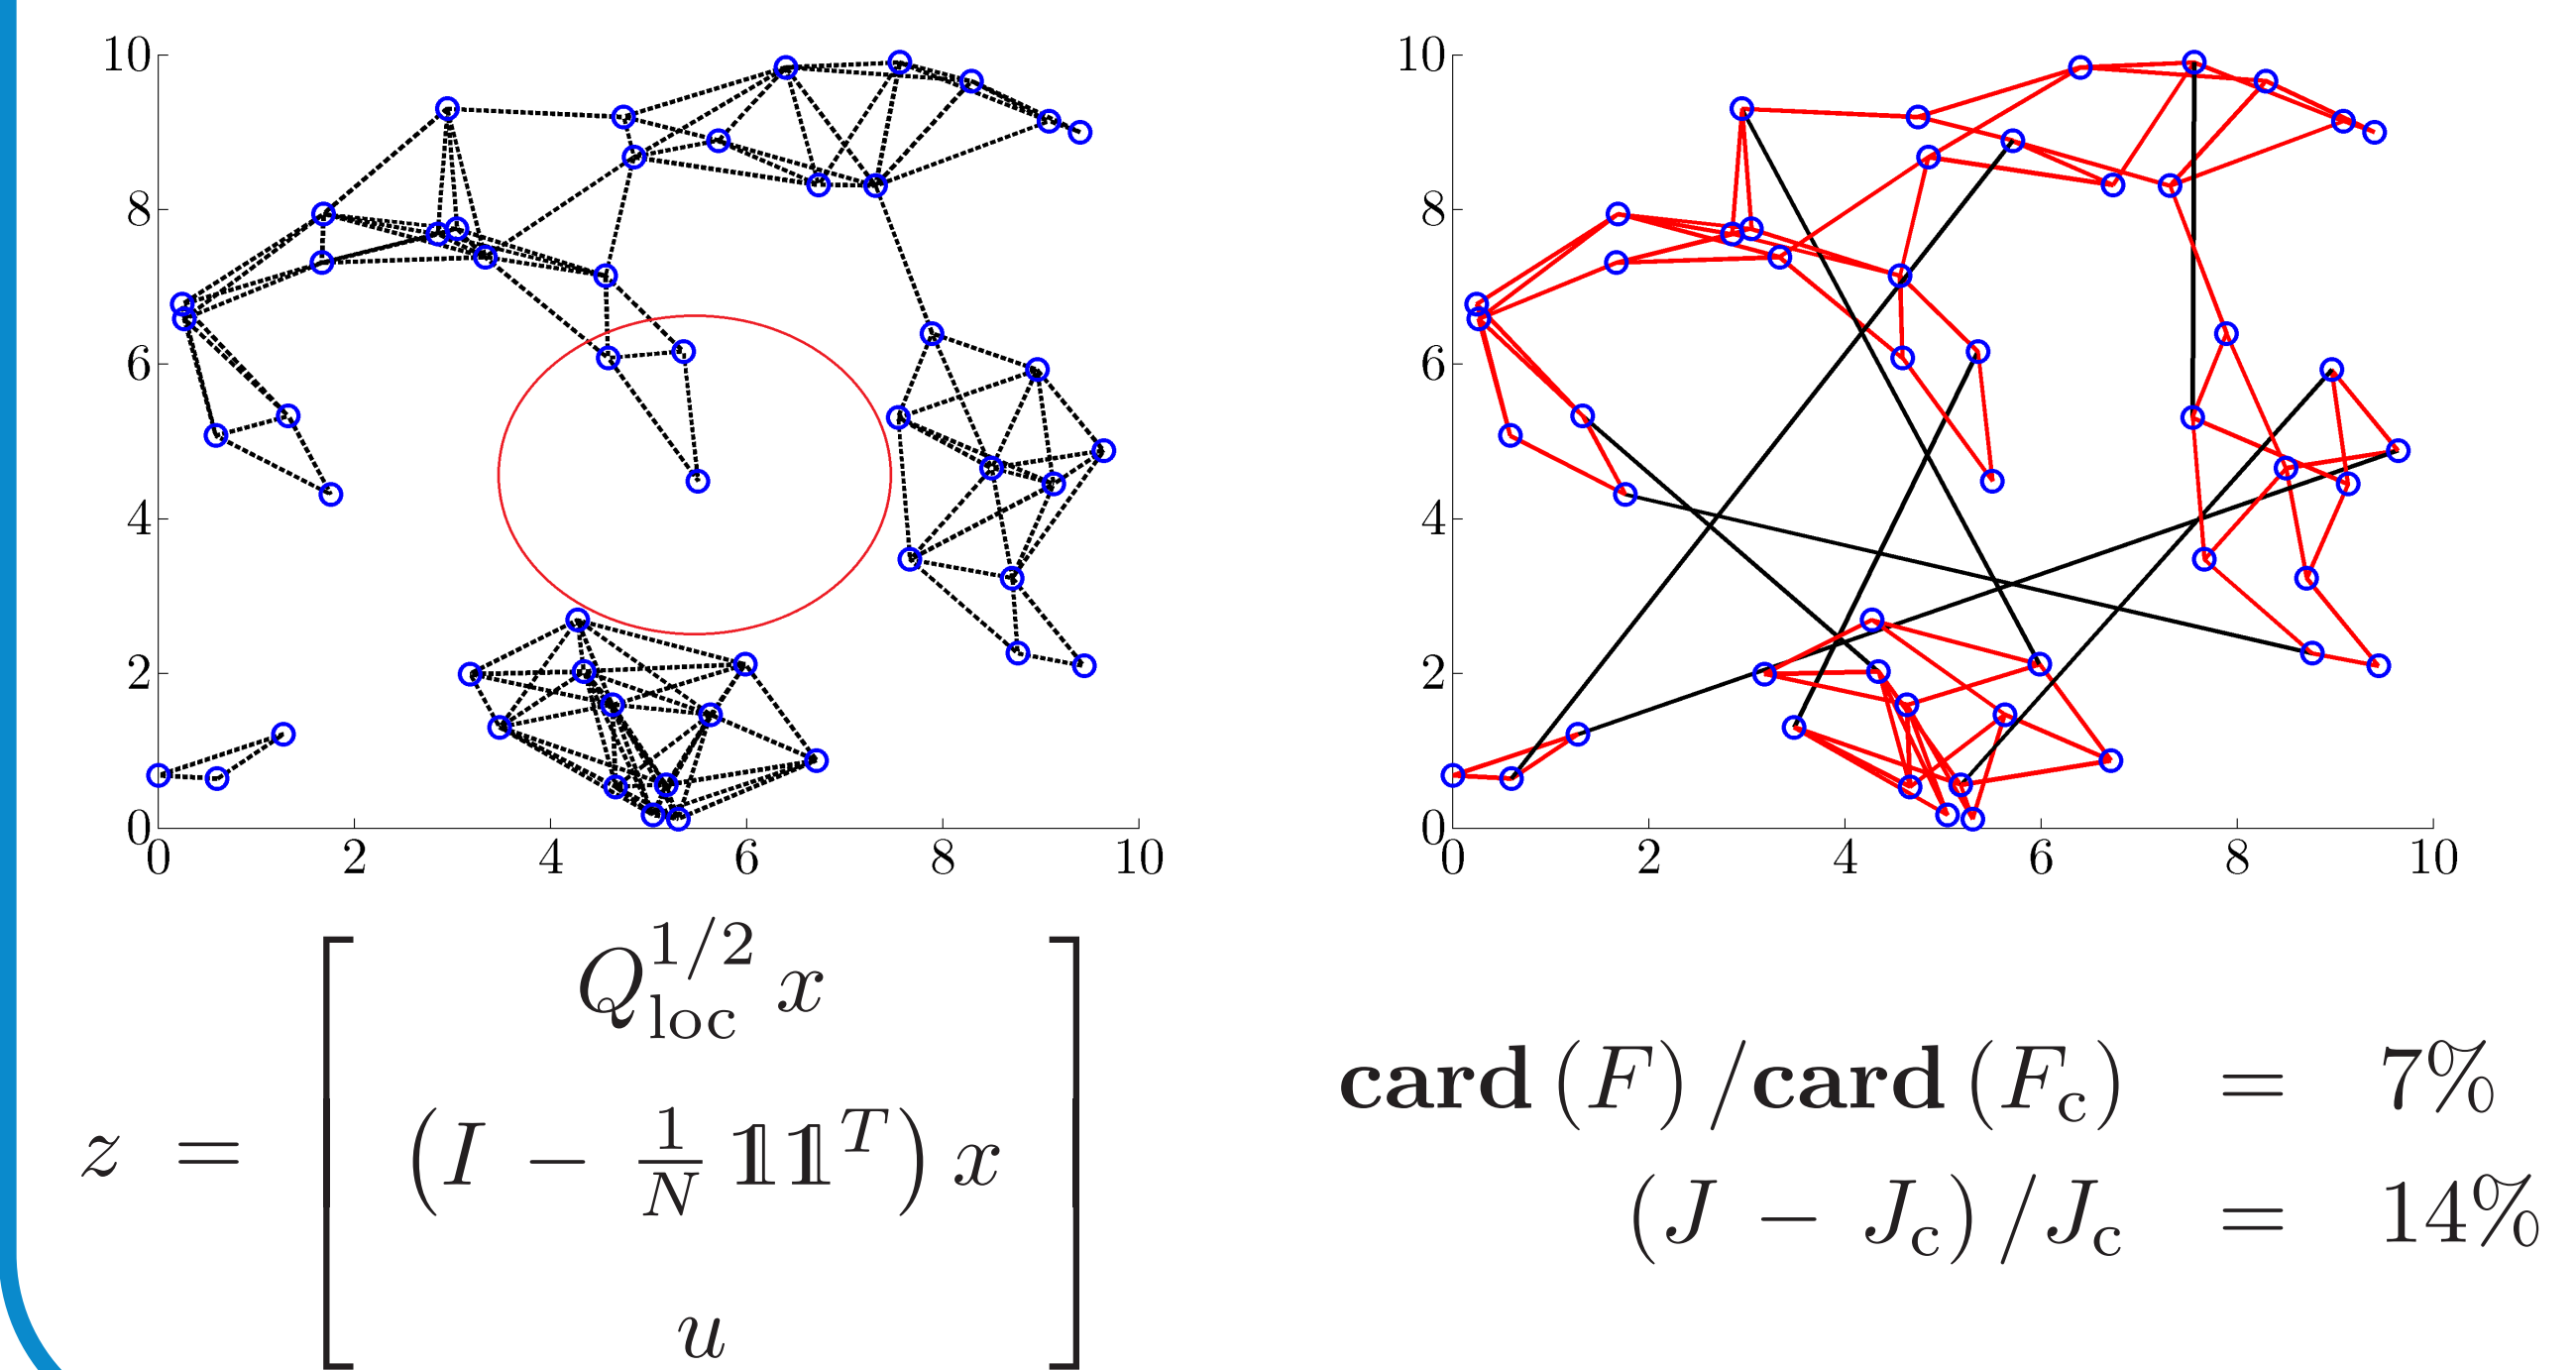 10
8
6
4
2
0
0 2 4 6 8 10
10
8
6
4
2
0
0 2 4 6 8 10
z = [ Q_loc^{1/2} x
(I − \frac{1}{N} 𝟙𝟙^T) x
u ]
card (F) / card (F_c) = 7%
(J − J_c) / J_c = 14%